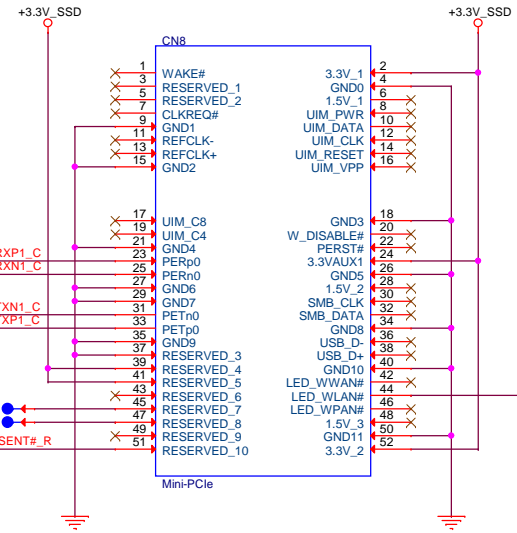 +3.3V_SSD +3.3V_SSD
CN8
1 WAKE# 3.3V_1 2
3 RESERVED_1 GND0 4
5 RESERVED_2 1.5V_1 6
7 CLKREQ# UIM_PWR 8
9 GND1 UIM_DATA 10
11 REFCLK- UIM_CLK 12
13 REFCLK+ UIM_RESET 14
15 GND2 UIM_VPP 16
17 UIM_C8 GND3 18
19 UIM_C4 W_DISABLE# 20
21 GND4 PERST# 22
RXP1_C 23 PERp0 3.3VAUX1 24
RXN1_C 25 PERn0 GND5 26
27 GND6 1.5V_2 28
29 GND7 SMB_CLK 30
TXN1_C 31 PETn0 SMB_DATA 32
TXP1_C 33 PETp0 GND8 34
35 GND9 USB_D- 36
37 RESERVED_3 USB_D+ 38
39 RESERVED_4 GND10 40
41 RESERVED_5 LED_WWAN# 42
43 RESERVED_6 LED_WLAN# 44
45 RESERVED_7 LED_WPAN# 46
47 RESERVED_8 1.5V_3 48
49 RESERVED_9 GND11 50
SENT#_R 51 RESERVED_10 3.3V_2 52
Mini-PCIe